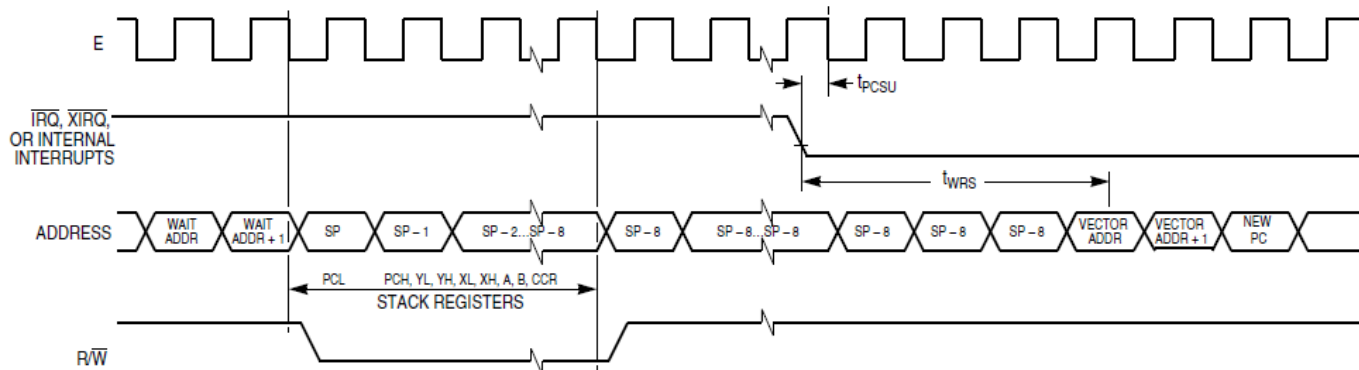 E
t_PCSU
IRQ, XIRQ,
OR INTERNAL
INTERRUPTS
t_WRS
ADDRESS
WAIT ADDR
WAIT ADDR + 1
SP
SP – 1
SP – 2...SP – 8
SP – 8
SP – 8...SP – 8
SP – 8
SP – 8
SP – 8
VECTOR ADDR
VECTOR ADDR + 1
NEW PC
PCL
PCH, YL, YH, XL, XH, A, B, CCR
STACK REGISTERS
R/W